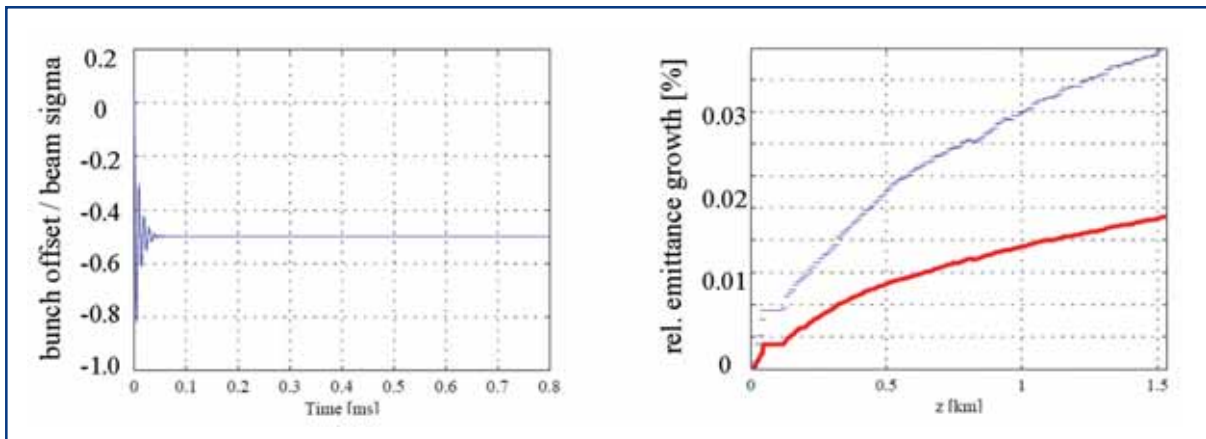 bunch offset / beam sigma
0.2
0
-0.2
-0.4
-0.6
-0.8
-1.0
0 0.1 0.2 0.3 0.4 0.5 0.6 0.7 0.8
Time [ms]
rel. emittance growth [%]
0.03
0.02
0.01
0
0 0.5 1 1.5
z [km]